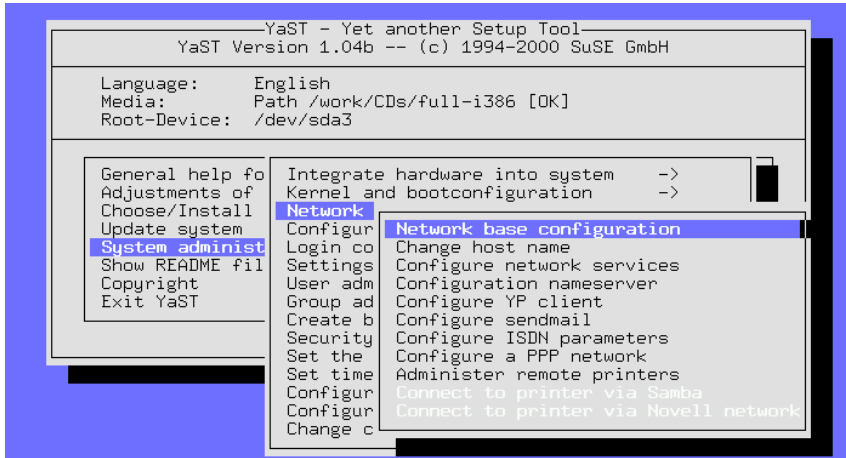 YaST - Yet another Setup Tool
YaST Version 1.04b -- (c) 1994-2000 SuSE GmbH
Language: English
Media: Path /work/CDs/full-i386 [OK]
Root-Device: /dev/sda3
General help fo
Adjustments of
Choose/Install
Update system
System administ
Show README fil
Copyright
Exit YaST
Integrate hardware into system ->
Kernel and bootconfiguration ->
Network
Configur
Login co
Settings
User adm
Group ad
Create b
Security
Set the
Set time
Configur
Configur
Change c
Network base configuration
Change host name
Configure network services
Configuration nameserver
Configure YP client
Configure sendmail
Configure ISDN parameters
Configure a PPP network
Administer remote printers
Connect to printer via Samba
Connect to printer via Novell network